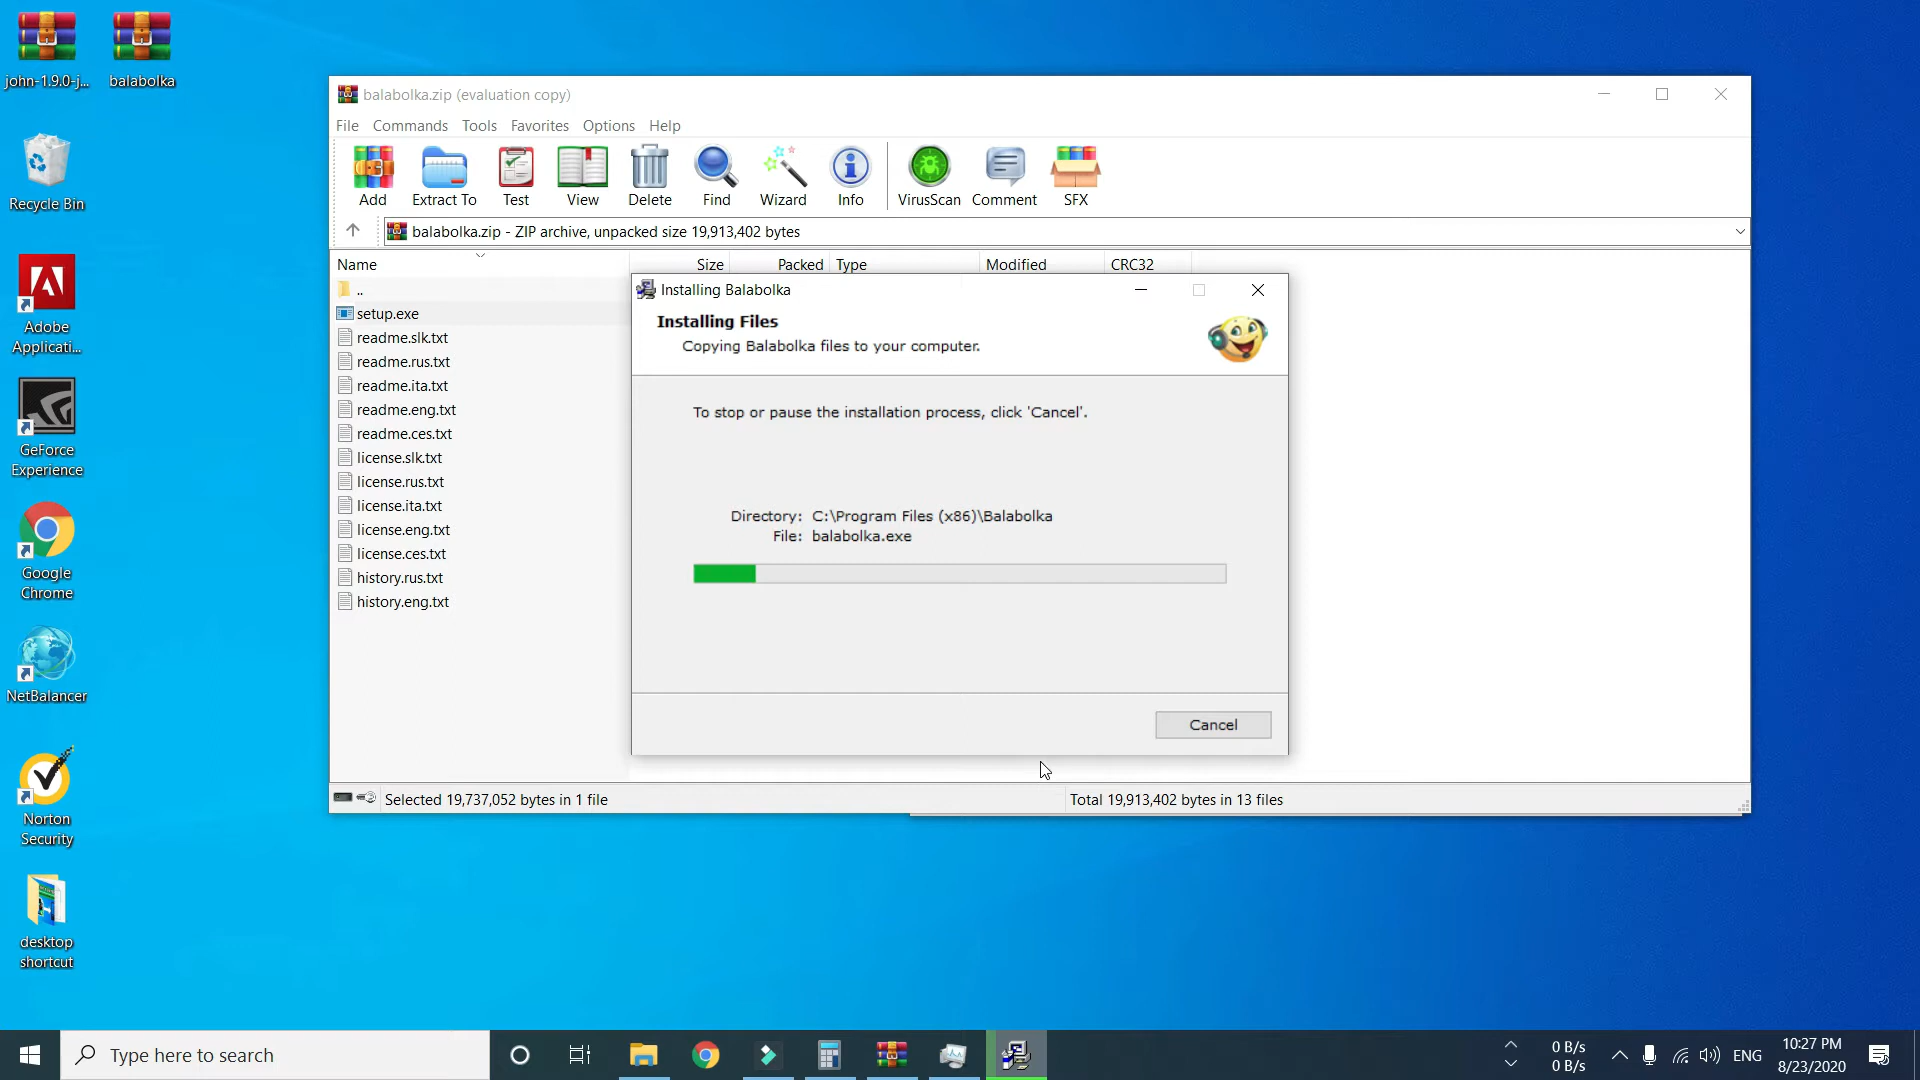 john-1.9.0-j...
balabolka
Recycle Bin
Adobe
Applicati...
GeForce
Experience
Google
Chrome
NetBalancer
Norton
Security
desktop
shortcut
balabolka.zip (evaluation copy)
File Commands Tools Favorites Options Help
Add Extract To Test View Delete Find Wizard Info VirusScan Comment SFX
balabolka.zip - ZIP archive, unpacked size 19,913,402 bytes
Name Size Packed Type Modified CRC32
..
setup.exe
readme.slk.txt
readme.rus.txt
readme.ita.txt
readme.eng.txt
readme.ces.txt
license.slk.txt
license.rus.txt
license.ita.txt
license.eng.txt
license.ces.txt
history.rus.txt
history.eng.txt
Installing Balabolka
Installing Files
Copying Balabolka files to your computer.
To stop or pause the installation process, click 'Cancel'.
Directory: C:\Program Files (x86)\Balabolka
File: balabolka.exe
Cancel
Selected 19,737,052 bytes in 1 file
Total 19,913,402 bytes in 13 files
Type here to search
0 B/s
0 B/s
ENG
10:27 PM
8/23/2020